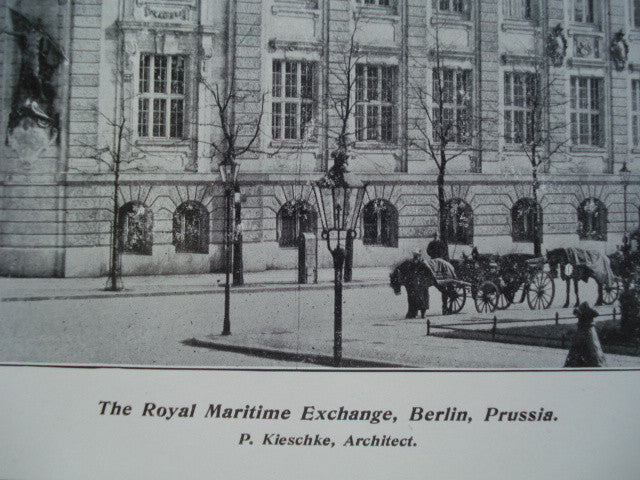 The Royal Maritime Exchange, Berlin, Prussia.
P. Kieschke, Architect.